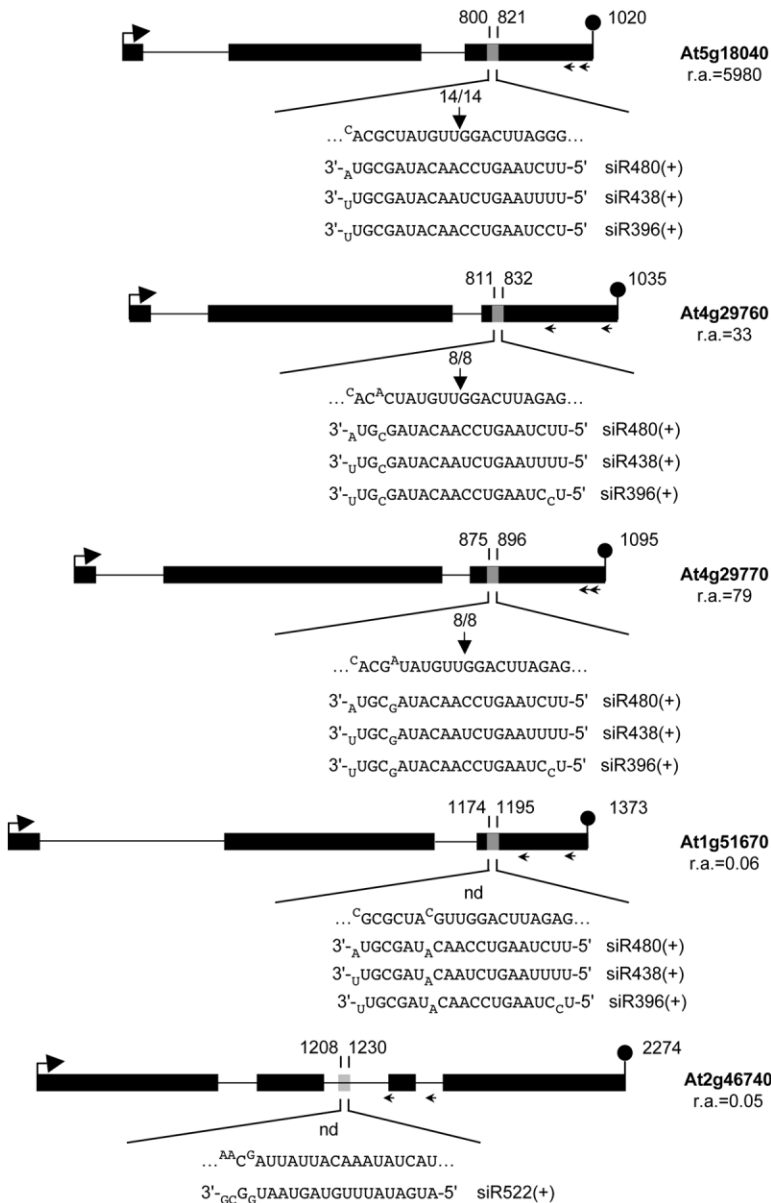 800 821 1020
At5g18040
r.a.=5980
14/14
...CACGCUAUGUUGGACUUAGGG...
3'-AUGCGAUACAACCUGAAUCUU-5' siR480(+)
3'-UUGCGAUACAAUCUGAAUUUU-5' siR438(+)
3'-UUGCGAUACAACCUGAAUCCU-5' siR396(+)
811 832 1035
At4g29760
r.a.=33
8/8
...CACACUAUGUUGGACUUAGAG...
3'-AUGCGAUACAACCUGAAUCUU-5' siR480(+)
3'-UUGCGAUACAAUCUGAAUUUU-5' siR438(+)
3'-UUGCGAUACAACCUGAAUCCU-5' siR396(+)
875 896 1095
At4g29770
r.a.=79
8/8
...CACGAUAUGUUGGACUUAGAG...
3'-AUGCGAUACAACCUGAAUCUU-5' siR480(+)
3'-UUGCGAUACAAUCUGAAUUUU-5' siR438(+)
3'-UUGCGAUACAACCUGAAUCCU-5' siR396(+)
1174 1195 1373
At1g51670
r.a.=0.06
nd
...CGCGCUACGUUGGACUUAGAG...
3'-AUGCGAUACAACCUGAAUCUU-5' siR480(+)
3'-UUGCGAUACAAUCUGAAUUUU-5' siR438(+)
3'-UUGCGAUACAACCUGAAUCCU-5' siR396(+)
1208 1230 2274
At2g46740
r.a.=0.05
nd
...AACGAUUAUUACAAAUAUCAU...
3'-GCGGUAAUGAUGUUUAUAGUA-5' siR522(+)